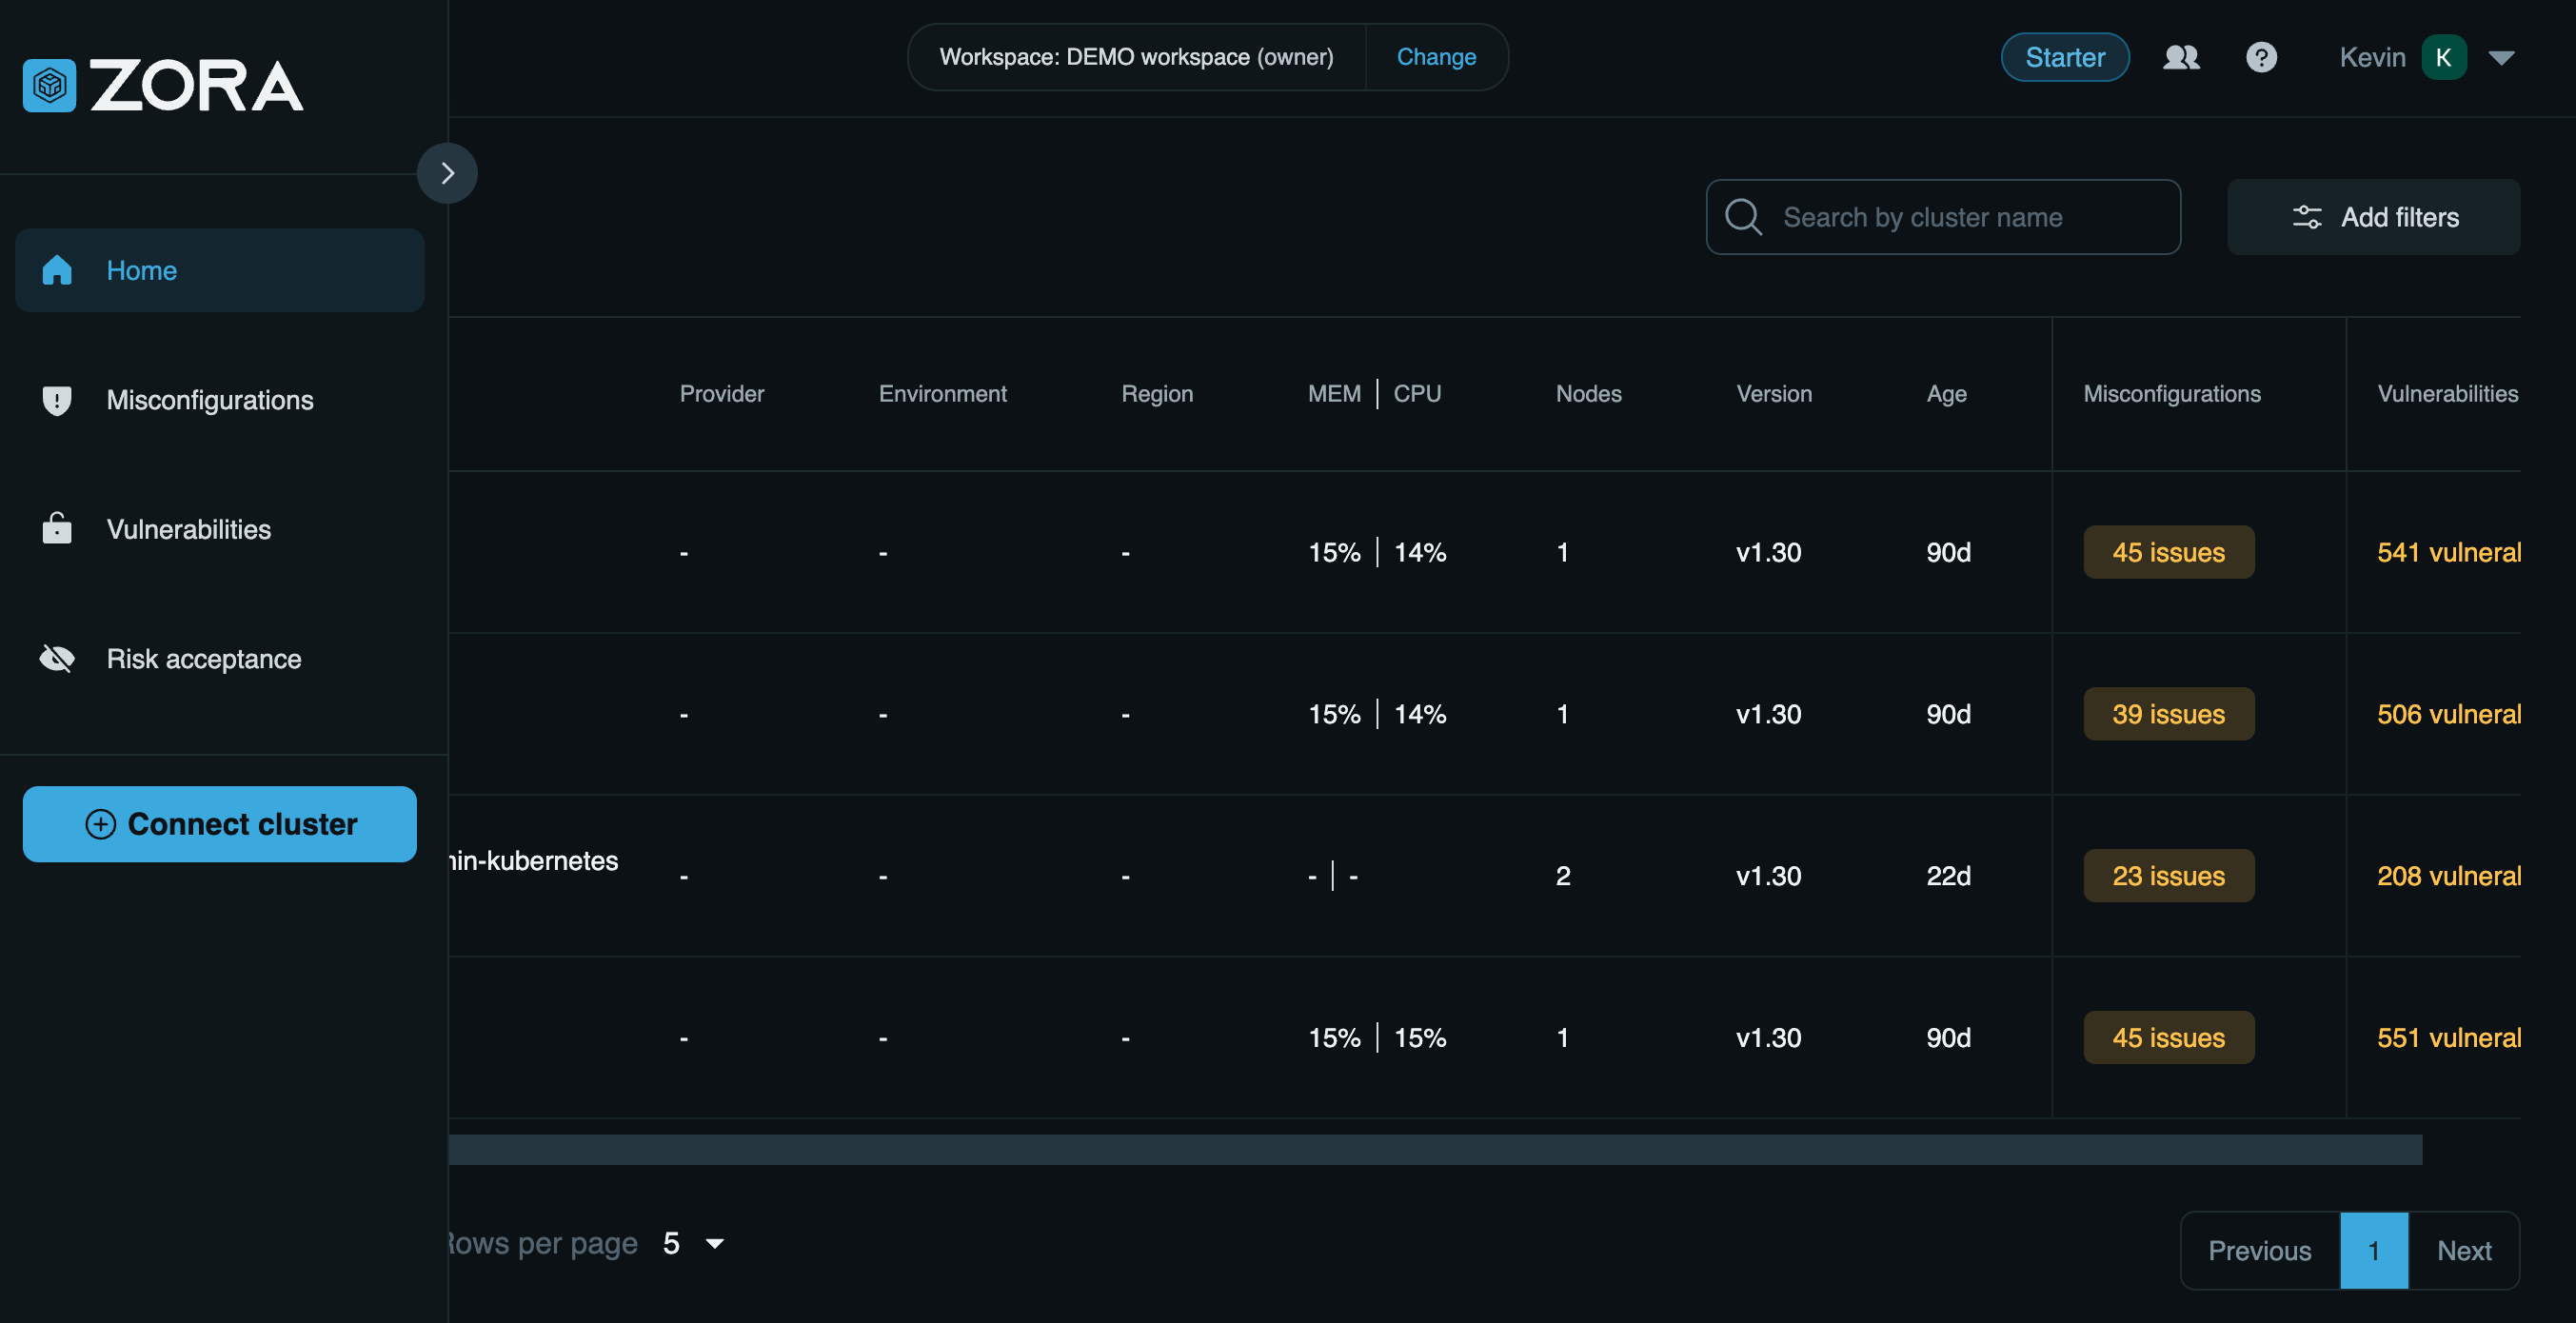 ZORA
Workspace: DEMO workspace (owner) Change
Starter
Kevin K
Search by cluster name
Add filters
Home
Misconfigurations
Vulnerabilities
Risk acceptance
Connect cluster
Provider Environment Region MEM | CPU Nodes Version Age Misconfigurations Vulnerabilities
- - - 15% | 14% 1 v1.30 90d 45 issues 541 vulneral
- - - 15% | 14% 1 v1.30 90d 39 issues 506 vulneral
in-kubernetes - - - - | - 2 v1.30 22d 23 issues 208 vulneral
- - - 15% | 15% 1 v1.30 90d 45 issues 551 vulneral
Rows per page 5
Previous 1 Next